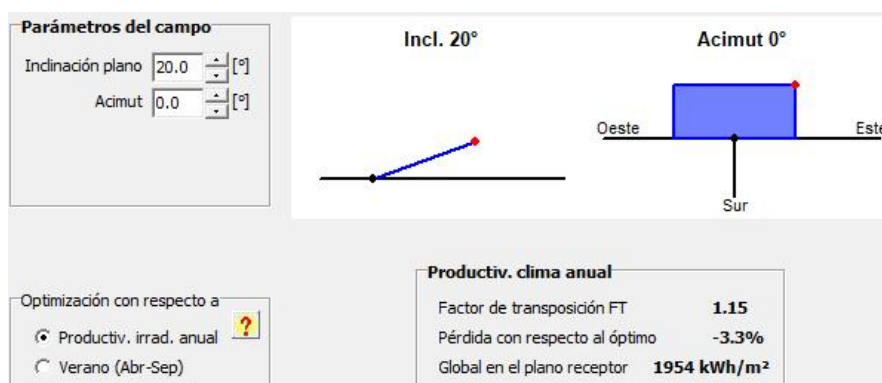 Parámetros del campo
Inclinación plano 20.0 [º]
Acimut 0.0 [º]
Incl. 20°
Acimut 0°
Oeste
Este
Sur
Optimización con respecto a
Productiv. irrad. anual ?
Verano (Abr-Sep)
Productiv. clima anual
Factor de transposición FT 1.15
Pérdida con respecto al óptimo -3.3%
Global en el plano receptor 1954 kWh/m²